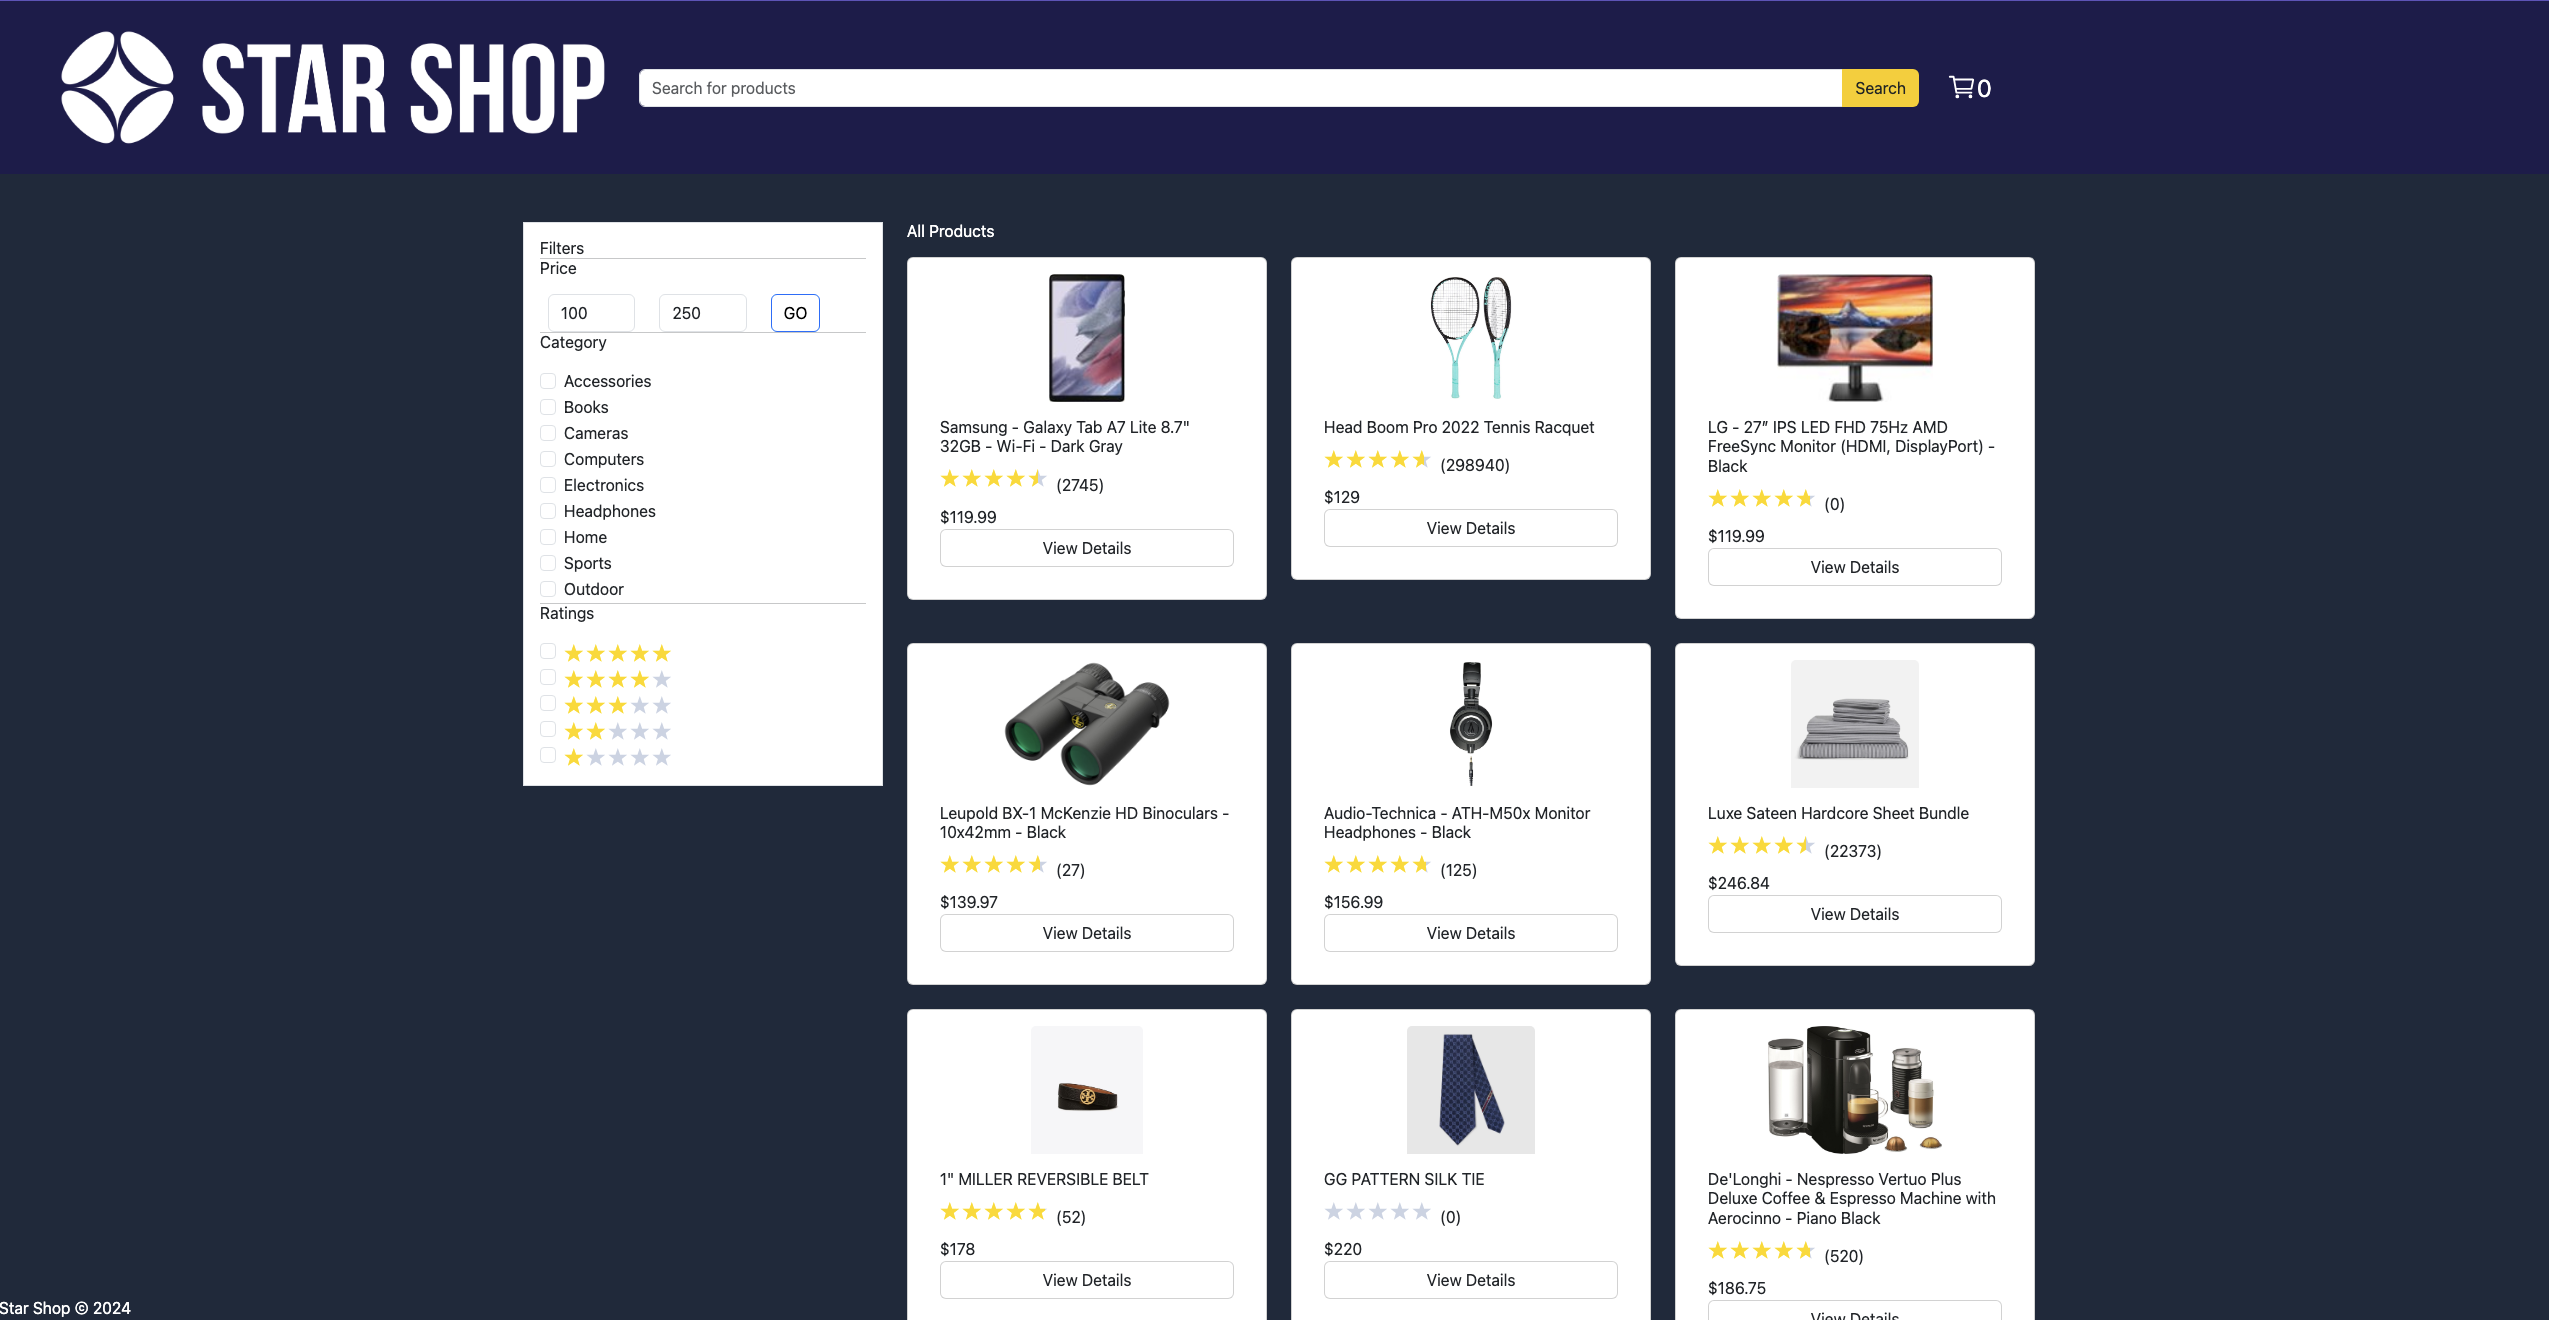 STAR SHOP
Search for products
Search
0
Filters
Price
100
250
GO
Category
Accessories
Books
Cameras
Computers
Electronics
Headphones
Home
Sports
Outdoor
Ratings
All Products
Samsung - Galaxy Tab A7 Lite 8.7"
32GB - Wi-Fi - Dark Gray
(2745)
$119.99
View Details
Head Boom Pro 2022 Tennis Racquet
(298940)
$129
View Details
LG - 27” IPS LED FHD 75Hz AMD
FreeSync Monitor (HDMI, DisplayPort) -
Black
(0)
$119.99
View Details
Leupold BX-1 McKenzie HD Binoculars -
10x42mm - Black
(27)
$139.97
View Details
Audio-Technica - ATH-M50x Monitor
Headphones - Black
(125)
$156.99
View Details
Luxe Sateen Hardcore Sheet Bundle
(22373)
$246.84
View Details
1" MILLER REVERSIBLE BELT
(52)
$178
View Details
GG PATTERN SILK TIE
(0)
$220
View Details
De'Longhi - Nespresso Vertuo Plus
Deluxe Coffee & Espresso Machine with
Aerocinno - Piano Black
(520)
$186.75
View Details
Star Shop © 2024